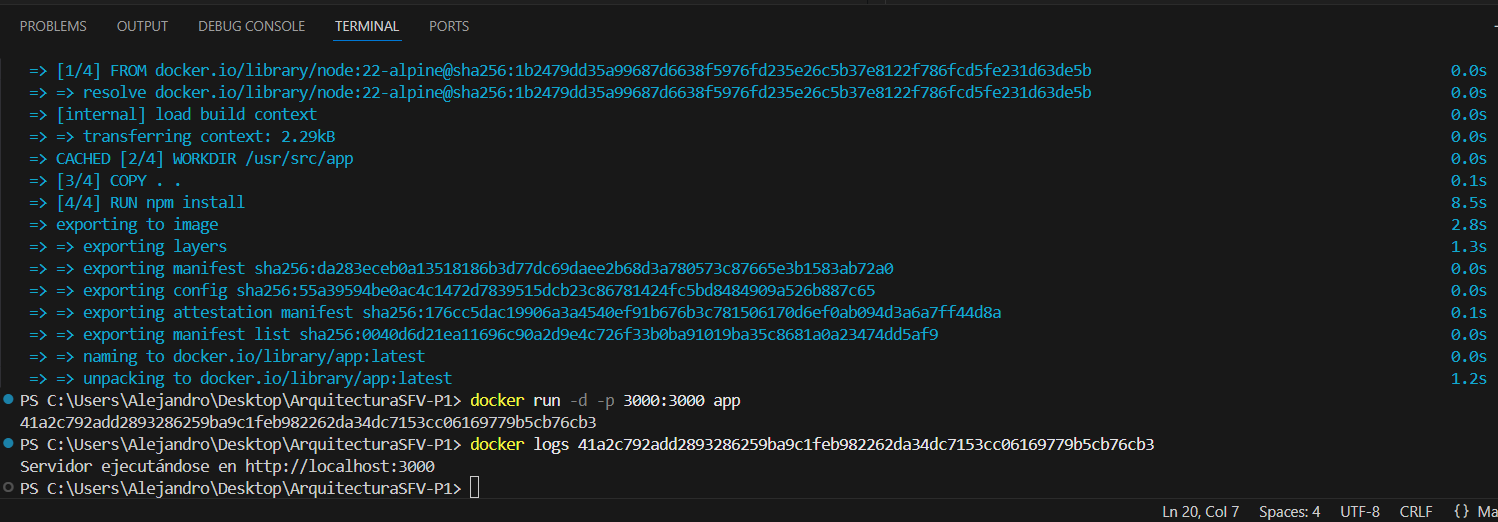 PROBLEMS OUTPUT DEBUG CONSOLE TERMINAL PORTS
=> [1/4] FROM docker.io/library/node:22-alpine@sha256:1b2479dd35a99687d6638f5976fd235e26c5b37e8122f786fcd5fe231d63de5b 0.0s
=> => resolve docker.io/library/node:22-alpine@sha256:1b2479dd35a99687d6638f5976fd235e26c5b37e8122f786fcd5fe231d63de5b 0.0s
=> [internal] load build context 0.0s
=> => transferring context: 2.29kB 0.0s
=> CACHED [2/4] WORKDIR /usr/src/app 0.0s
=> [3/4] COPY . . 0.1s
=> [4/4] RUN npm install 8.5s
=> exporting to image 2.8s
=> => exporting layers 1.3s
=> => exporting manifest sha256:da283eceb0a13518186b3d77dc69daee2b68d3a780573c87665e3b1583ab72a0 0.0s
=> => exporting config sha256:55a39594be0ac4c1472d7839515dcb23c86781424fc5bd8484909a526b887c65 0.0s
=> => exporting attestation manifest sha256:176cc5dac19906a3a4540ef91b676b3c781506170d6ef0ab094d3a6a7ff44d8a 0.1s
=> => exporting manifest list sha256:0040d6d21ea11696c90a2d9e4c726f33b0ba91019ba35c8681a0a23474dd5af9 0.0s
=> => naming to docker.io/library/app:latest 0.0s
=> => unpacking to docker.io/library/app:latest 1.2s
PS C:\Users\Alejandro\Desktop\ArquitecturaSFV-P1> docker run -d -p 3000:3000 app
41a2c792add2893286259ba9c1feb982262da34dc7153cc06169779b5cb76cb3
PS C:\Users\Alejandro\Desktop\ArquitecturaSFV-P1> docker logs 41a2c792add2893286259ba9c1feb982262da34dc7153cc06169779b5cb76cb3
Servidor ejecutándose en http://localhost:3000
PS C:\Users\Alejandro\Desktop\ArquitecturaSFV-P1>
Ln 20, Col 7 Spaces: 4 UTF-8 CRLF {} Ma